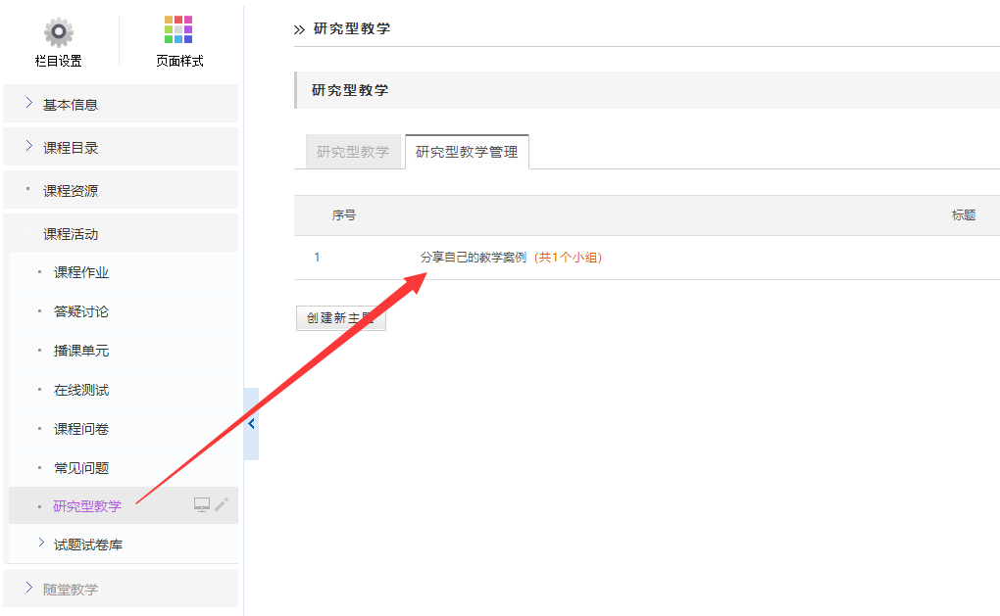 栏目设置
页面样式
基本信息
课程目录
课程资源
课程活动
课程作业
答疑讨论
播课单元
在线测试
课程问卷
常见问题
研究型教学
试题试卷库
随堂教学
研究型教学
研究型教学
研究型教学 研究型教学管理
序号 标题
1 分享自己的教学案例 (共1个小组)
创建新主题